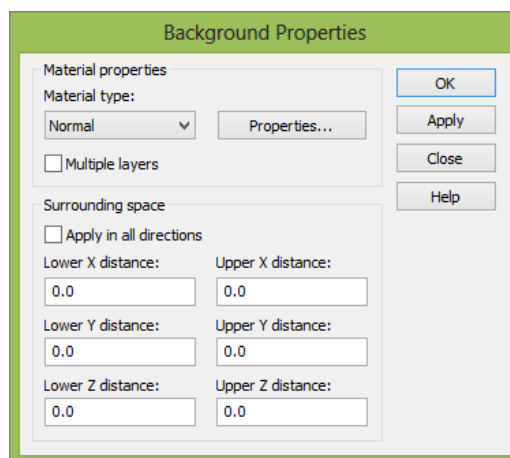 Background Properties
Material properties
Material type:
Normal
Properties...
Multiple layers
Surrounding space
Apply in all directions
Lower X distance: Upper X distance:
0.0 0.0
Lower Y distance: Upper Y distance:
0.0 0.0
Lower Z distance: Upper Z distance:
0.0 0.0
OK
Apply
Close
Help